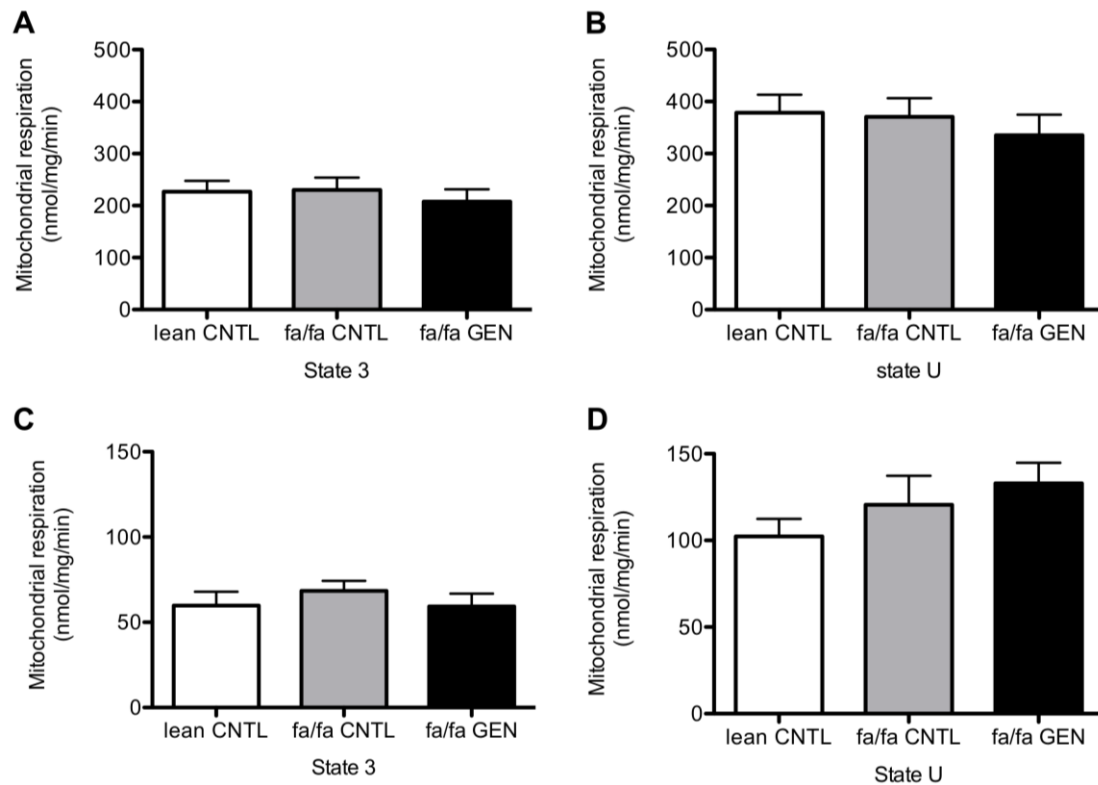 A
Mitochondrial respiration
(nmol/mg/min)
500
400
300
200
100
0
lean CNTL
fa/fa CNTL
fa/fa GEN
State 3
B
Mitochondrial respiration
(nmol/mg/min)
500
400
300
200
100
0
lean CNTL
fa/fa CNTL
fa/fa GEN
state U
C
Mitochondrial respiration
(nmol/mg/min)
150
100
50
0
lean CNTL
fa/fa CNTL
fa/fa GEN
State 3
D
Mitochondrial respiration
(nmol/mg/min)
150
100
50
0
lean CNTL
fa/fa CNTL
fa/fa GEN
State U